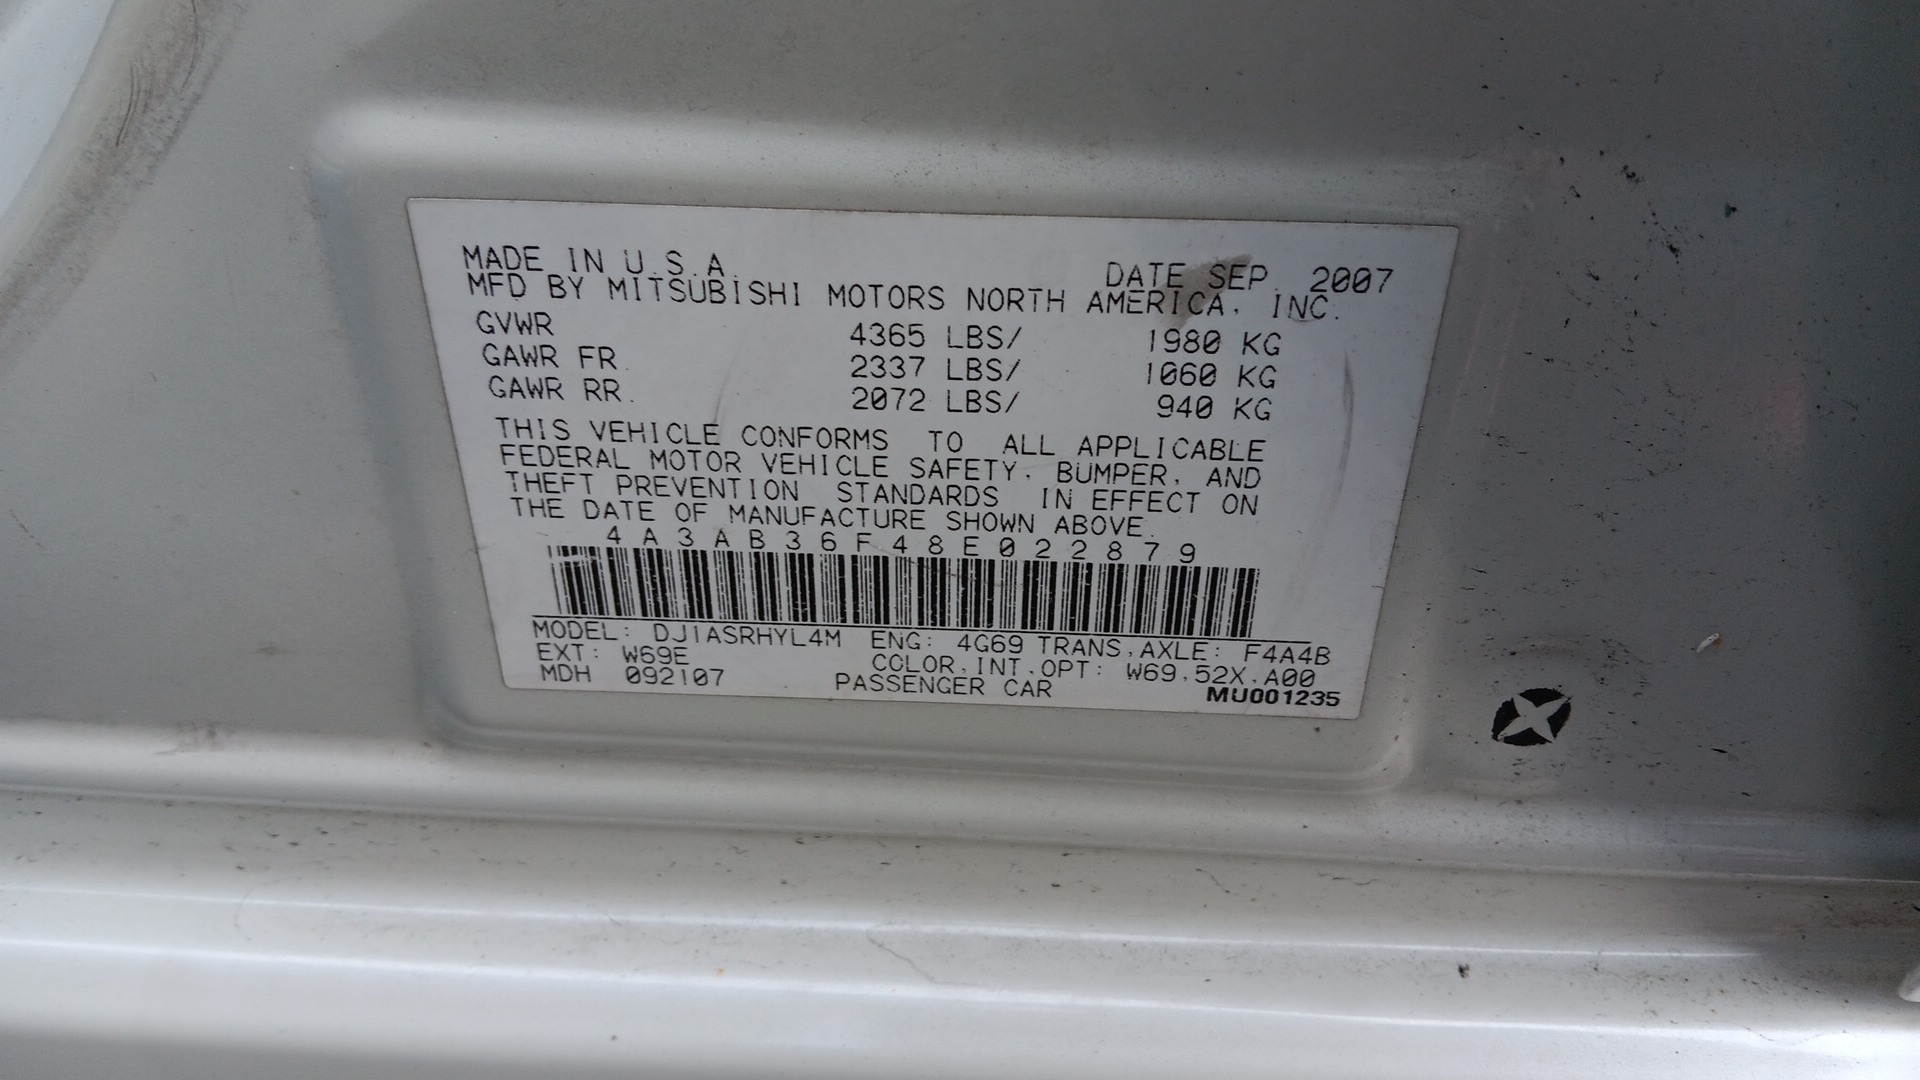 MADE IN U.S.A. DATE SEP. 2007
MFD BY MITSUBISHI MOTORS NORTH AMERICA, INC.
GVWR 4365 LBS/ 1980 KG
GAWR FR. 2337 LBS/ 1060 KG
GAWR RR. 2072 LBS/ 940 KG
THIS VEHICLE CONFORMS TO ALL APPLICABLE
FEDERAL MOTOR VEHICLE SAFETY, BUMPER, AND
THEFT PREVENTION STANDARDS IN EFFECT ON
THE DATE OF MANUFACTURE SHOWN ABOVE.
4A3AB36F48E022879
MODEL: DJ1ASRHYL4M ENG: 4G69 TRANS,AXLE: F4A4B
EXT: W69E COLOR,INT,OPT: W69,52X,A00
MDH 092107 PASSENGER CAR MU001235